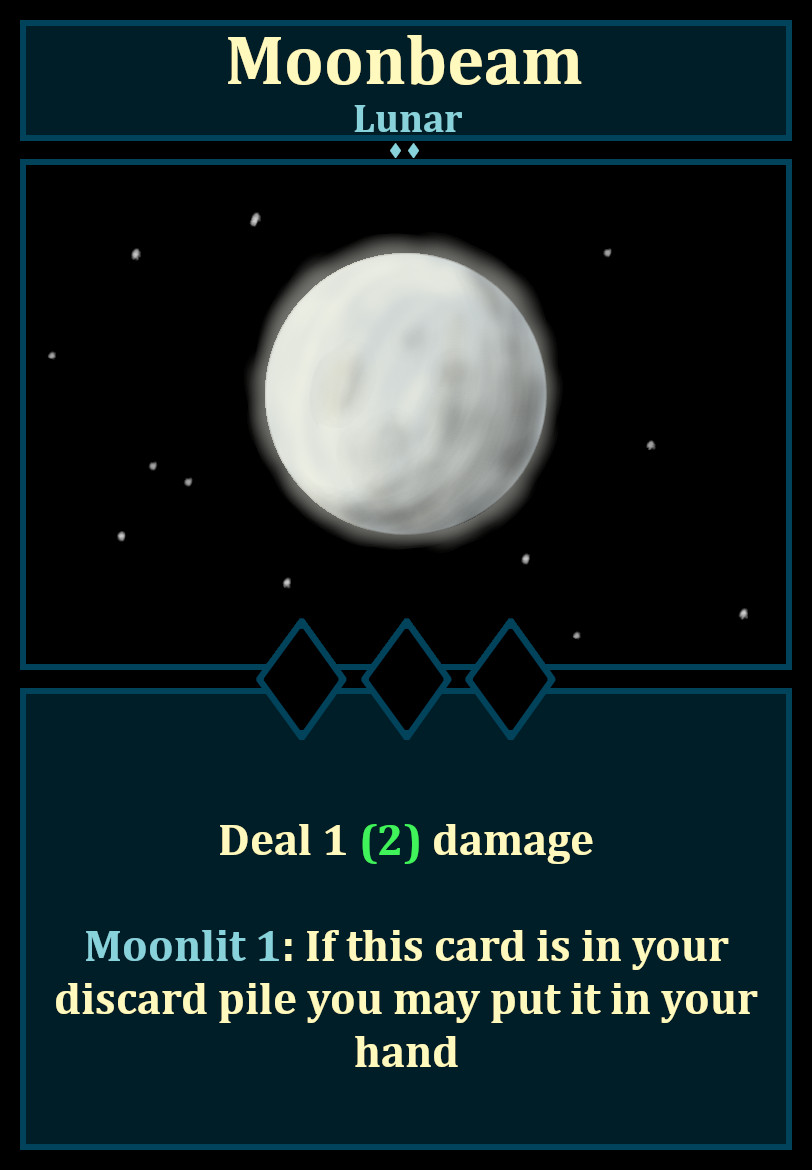 Moonbeam
Lunar
Deal 1 (2) damage
Moonlit 1: If this card is in your
discard pile you may put it in your
hand